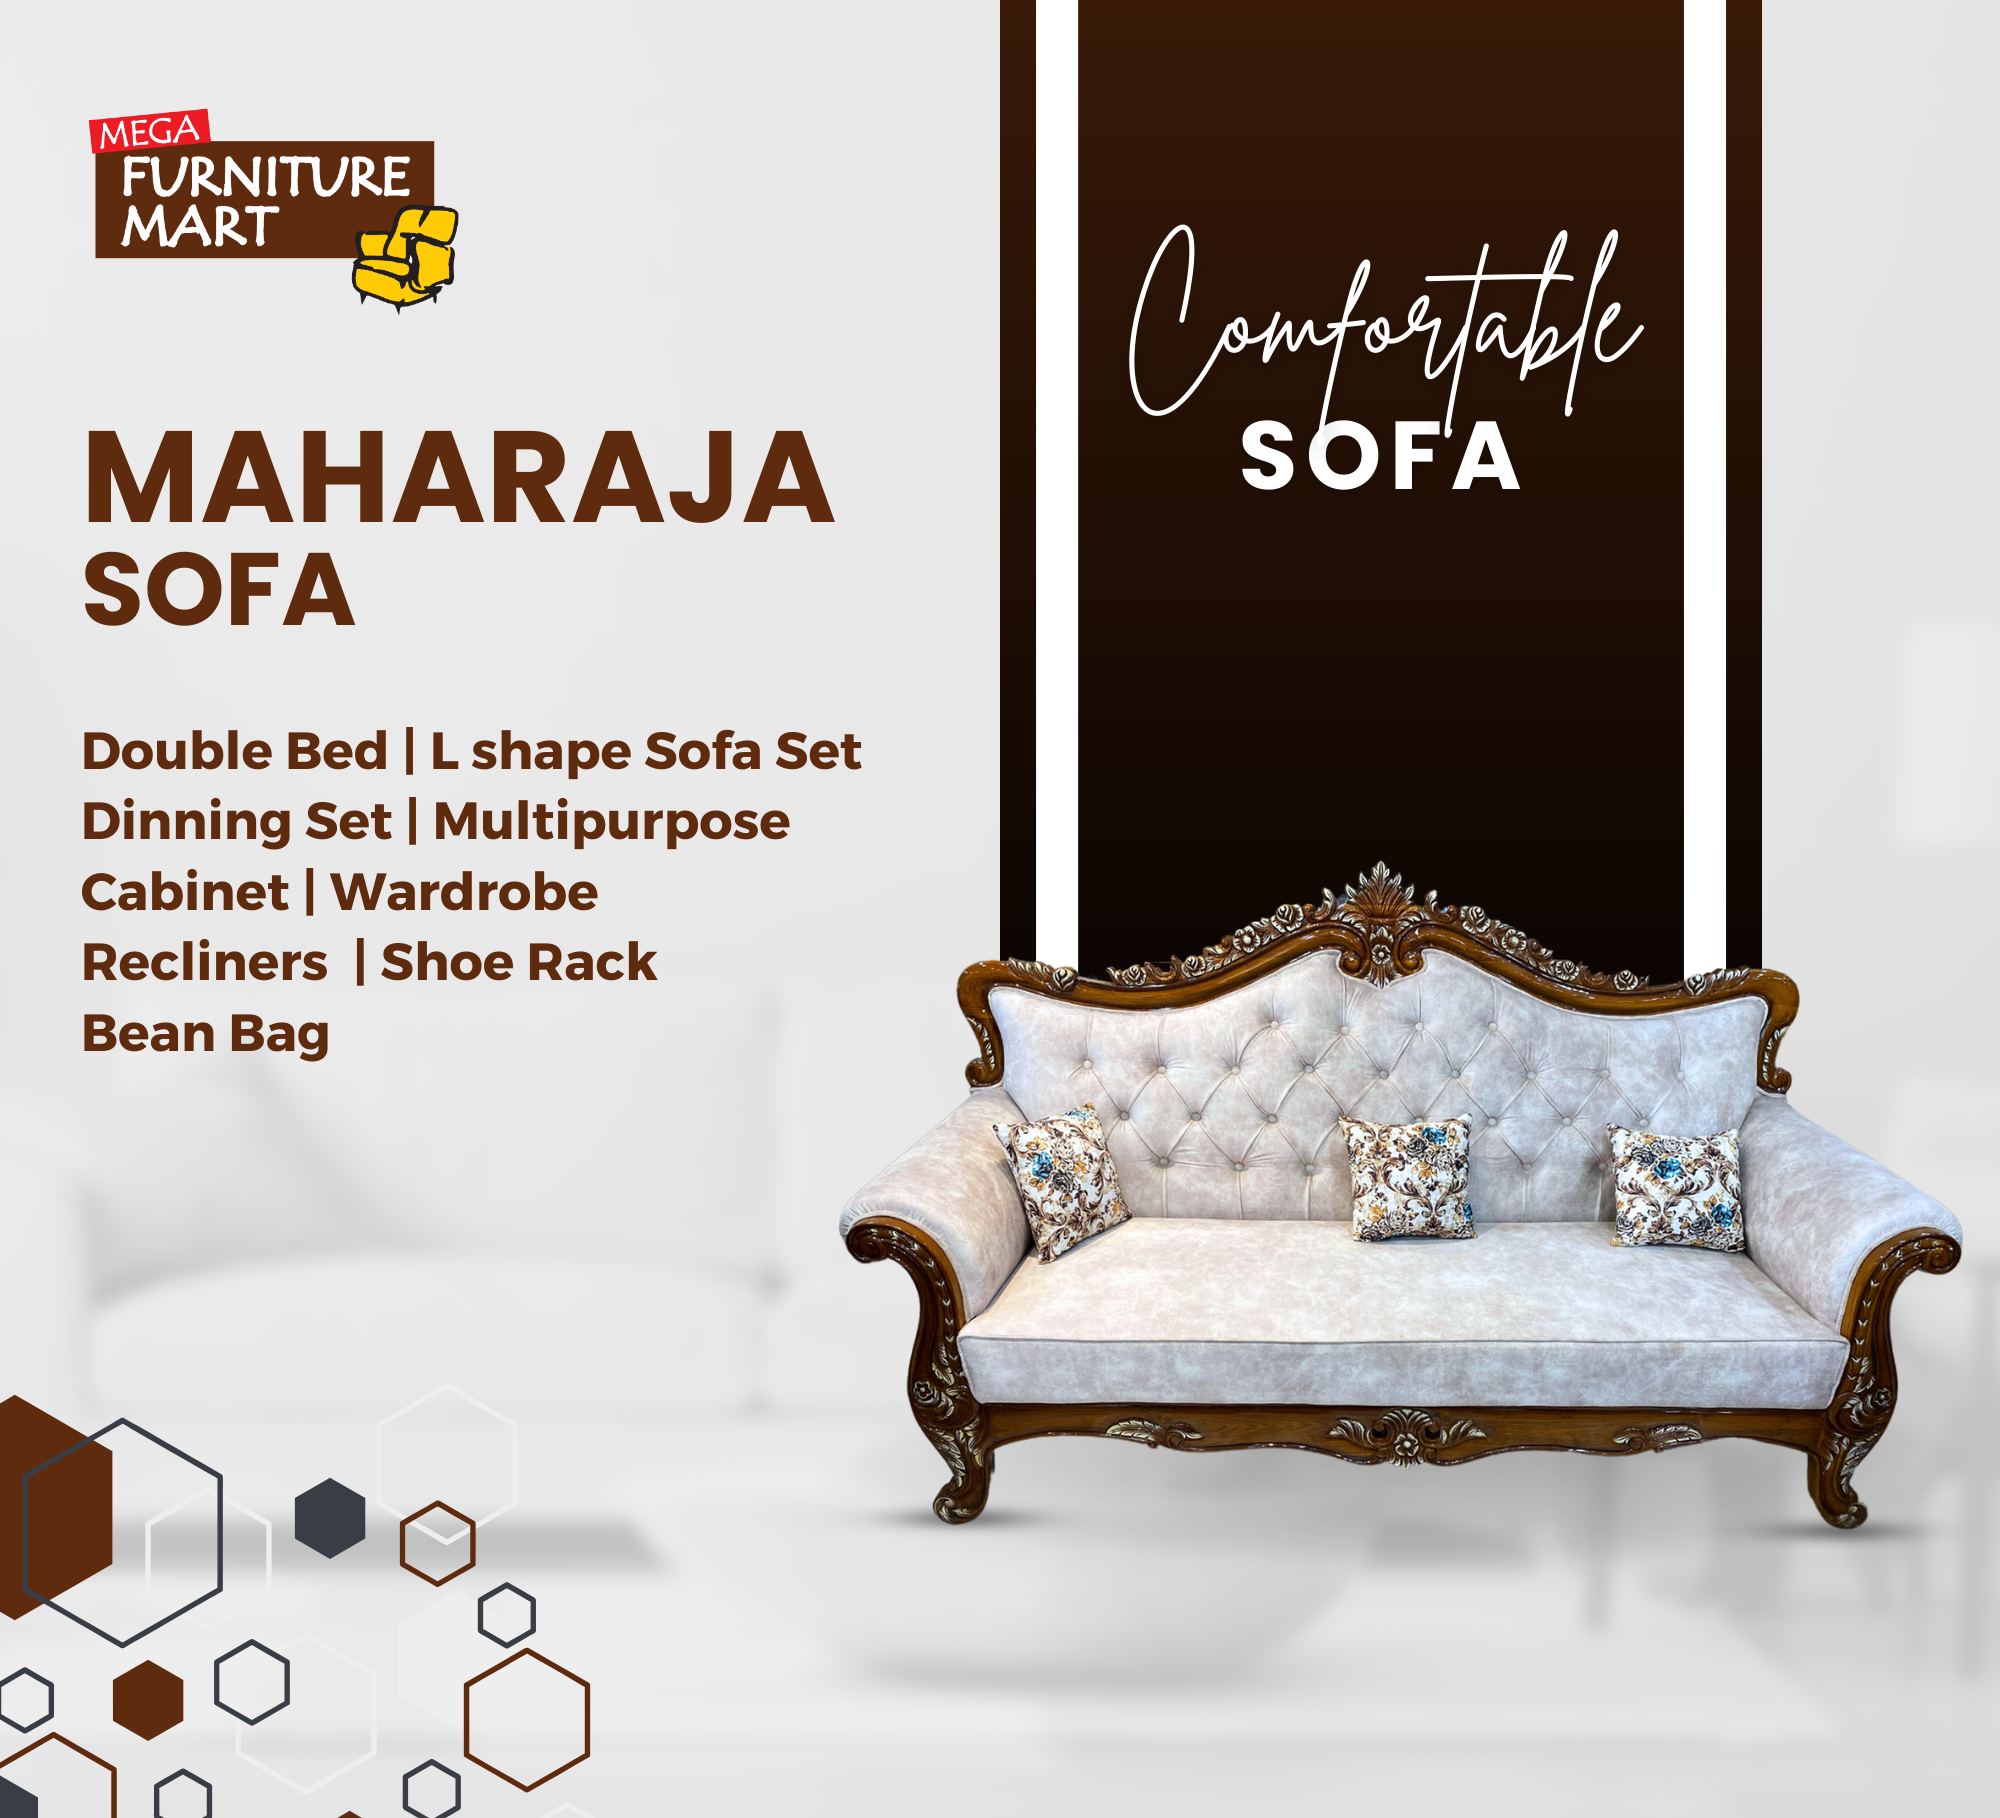 MEGA
FURNITURE
MART
MAHARAJA
SOFA
Double Bed | L shape Sofa Set
Dinning Set | Multipurpose
Cabinet | Wardrobe
Recliners | Shoe Rack
Bean Bag
Comfortable
SOFA